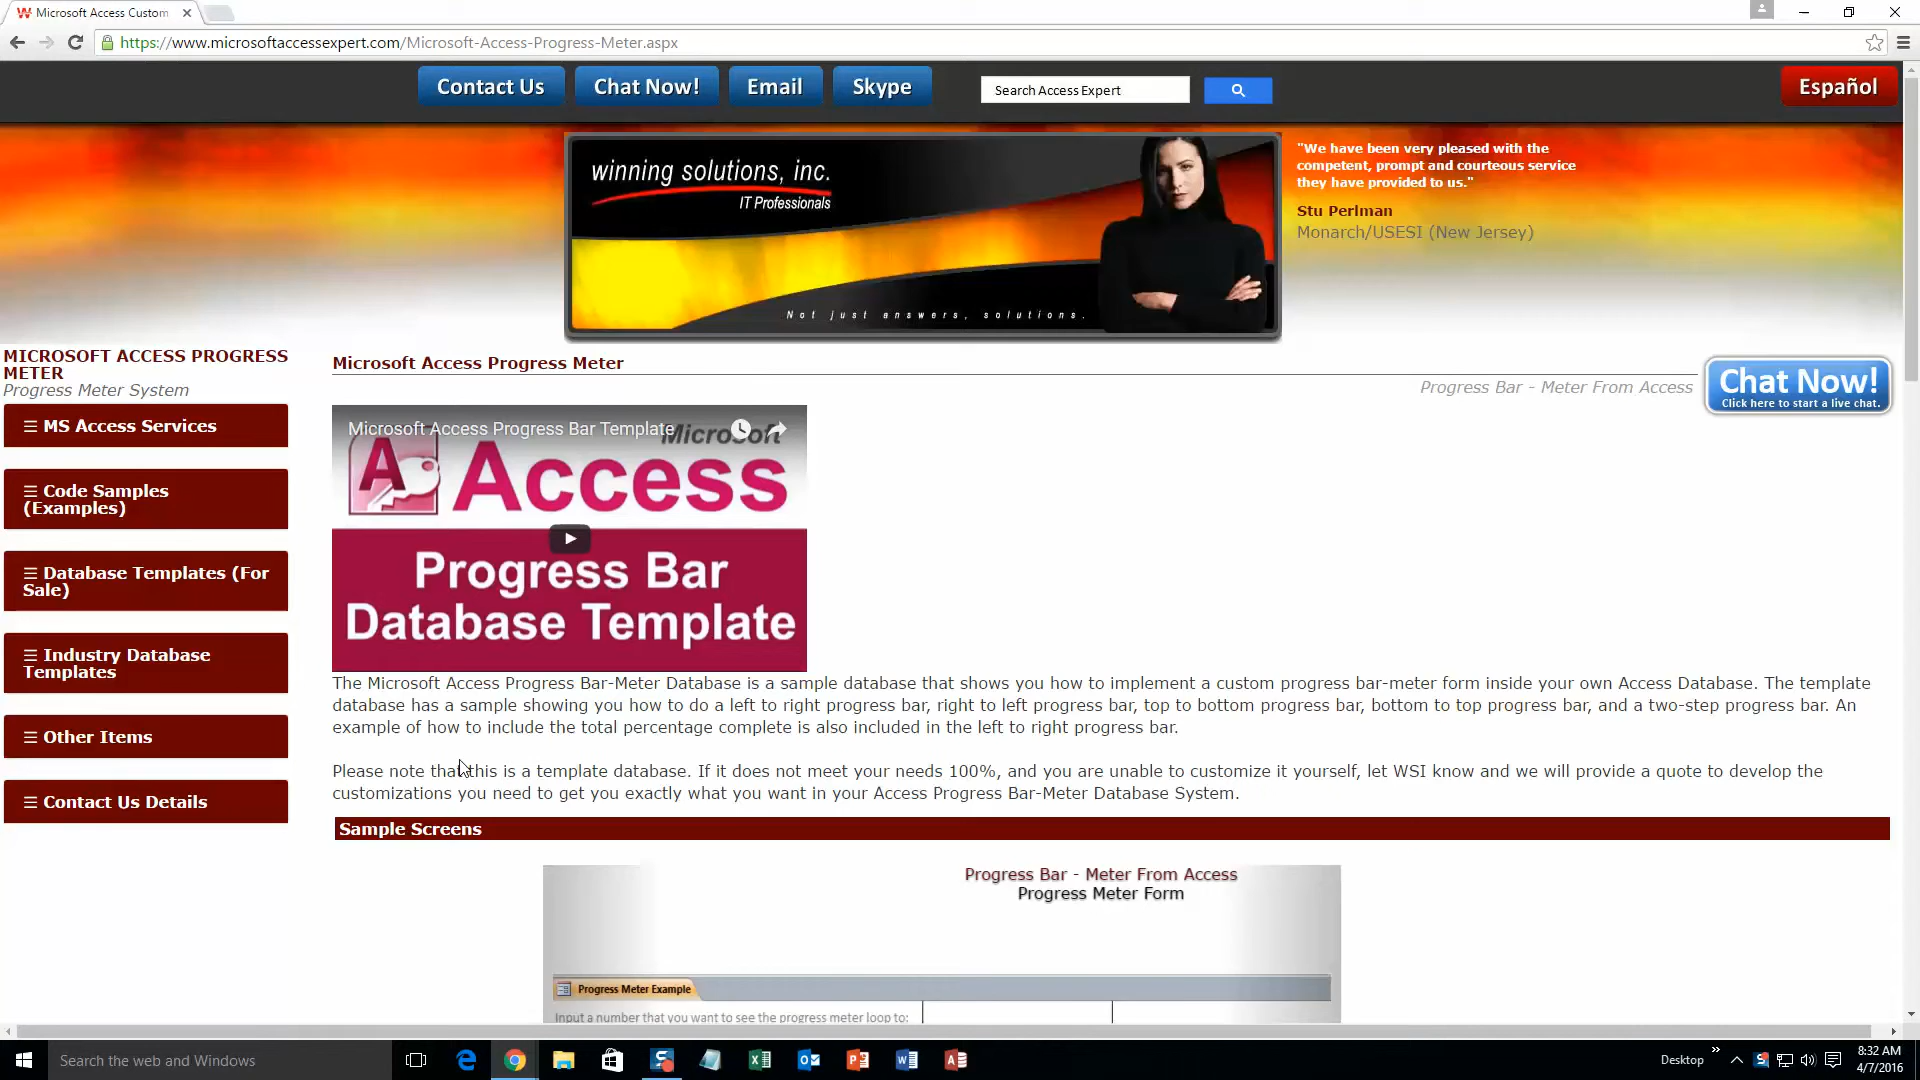 Microsoft Access Custom
https://www.microsoftaccessexpert.com/Microsoft-Access-Progress-Meter.aspx
Contact Us
Chat Now!
Email
Skype
Search Access Expert
Español
winning solutions, inc.
IT Professionals
Not just answers, solutions.
"We have been very pleased with the
competent, prompt and courteous service
they have provided to us."
Stu Perlman
Monarch/USESI (New Jersey)
MICROSOFT ACCESS PROGRESS
METER
Progress Meter System
☰ MS Access Services
☰ Code Samples
(Examples)
☰ Database Templates (For
Sale)
☰ Industry Database
Templates
☰ Other Items
☰ Contact Us Details
Microsoft Access Progress Meter
Progress Bar - Meter From Access
Chat Now!
Click here to start a live chat.
Microsoft Access Progress Bar Template
Microsoft
A Access
Progress Bar
Database Template
The Microsoft Access Progress Bar-Meter Database is a sample database that shows you how to implement a custom progress bar-meter form inside your own Access Database. The template
database has a sample showing you how to do a left to right progress bar, right to left progress bar, top to bottom progress bar, bottom to top progress bar, and a two-step progress bar. An
example of how to include the total percentage complete is also included in the left to right progress bar.
Please note that this is a template database. If it does not meet your needs 100%, and you are unable to customize it yourself, let WSI know and we will provide a quote to develop the
customizations you need to get you exactly what you want in your Access Progress Bar-Meter Database System.
Sample Screens
Progress Bar - Meter From Access
Progress Meter Form
Progress Meter Example
Input a number that you want to see the progress meter loop to:
Search the web and Windows
Desktop
8:32 AM
4/7/2016